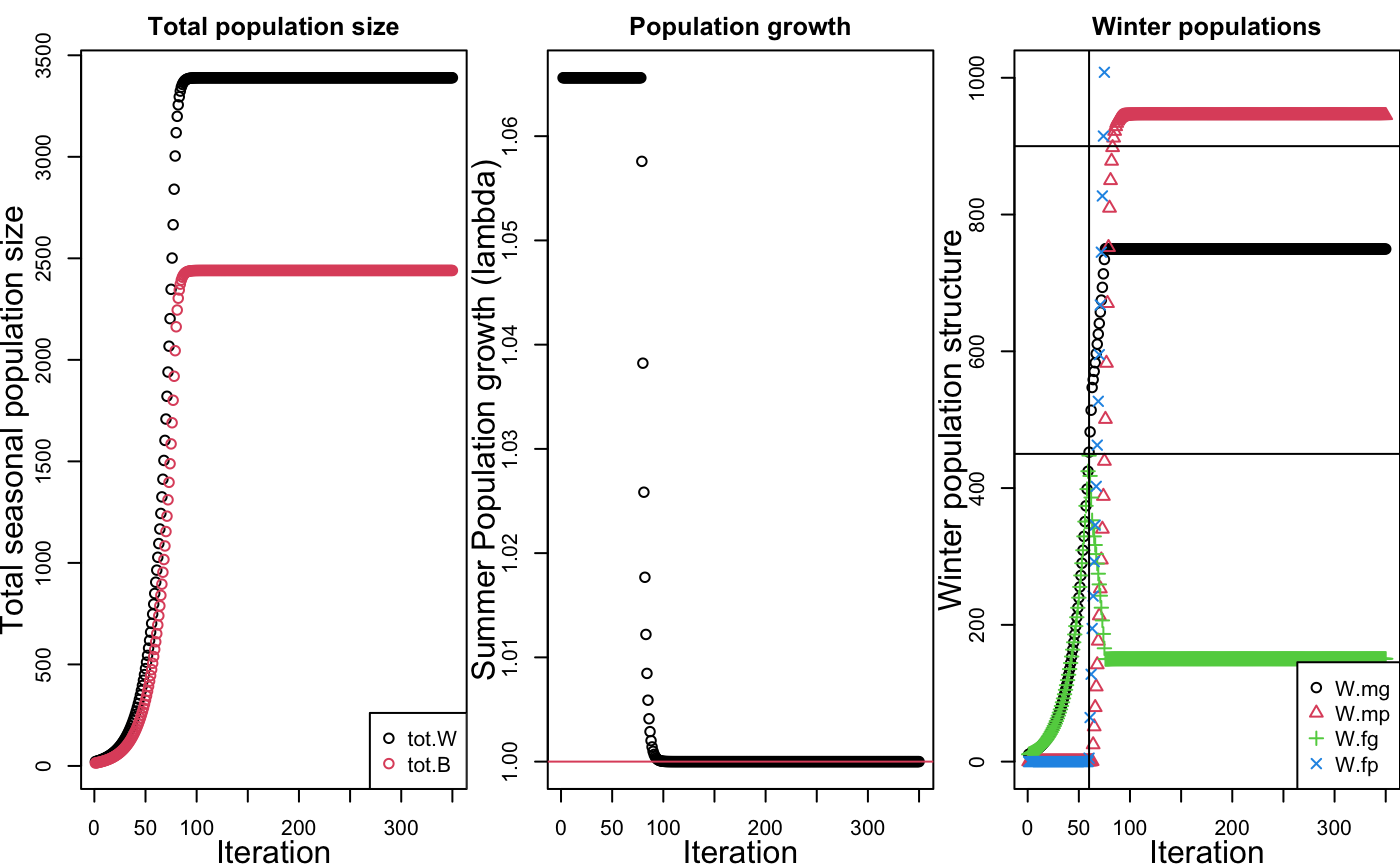 Total population size
Total seasonal population size
3500
3000
2500
2000
1500
1000
500
0
tot.W
tot.B
0 50 100 200 300
Iteration
Population growth
Summer Population growth (lambda)
1.06
1.05
1.04
1.03
1.02
1.01
1.00
0 50 100 200 300
Iteration
Winter populations
Winter population structure
1000
800
600
400
200
0
W.mg
W.mp
W.fg
W.fp
0 50 100 200 300
Iteration